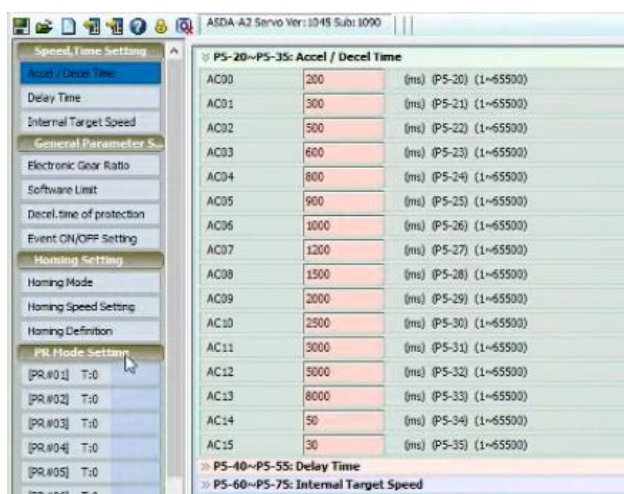 ASDA-A2 Servo Ver:1045 Sub:1090
Speed,Time Setting
Accel / Decel Time
Delay Time
Internal Target Speed
General Parameter S...
Electronic Gear Ratio
Software Limit
Decel.time of protection
Event ON/OFF Setting
Homing Setting
Homing Mode
Homing Speed Setting
Homing Definition
PR Mode Setting
[PR#01] T:0
[PR#02] T:0
[PR#03] T:0
[PR#04] T:0
[PR#05] T:0
P5-20~P5-35: Accel / Decel Time
AC00 200 (ms) (P5-20) (1~65500)
AC01 300 (ms) (P5-21) (1~65500)
AC02 500 (ms) (P5-22) (1~65500)
AC03 600 (ms) (P5-23) (1~65500)
AC04 800 (ms) (P5-24) (1~65500)
AC05 900 (ms) (P5-25) (1~65500)
AC06 1000 (ms) (P5-26) (1~65500)
AC07 1200 (ms) (P5-27) (1~65500)
AC08 1500 (ms) (P5-28) (1~65500)
AC09 2000 (ms) (P5-29) (1~65500)
AC10 2500 (ms) (P5-30) (1~65500)
AC11 3000 (ms) (P5-31) (1~65500)
AC12 5000 (ms) (P5-32) (1~65500)
AC13 8000 (ms) (P5-33) (1~65500)
AC14 50 (ms) (P5-34) (1~65500)
AC15 30 (ms) (P5-35) (1~65500)
P5-40~P5-55: Delay Time
P5-60~P5-75: Internal Target Speed